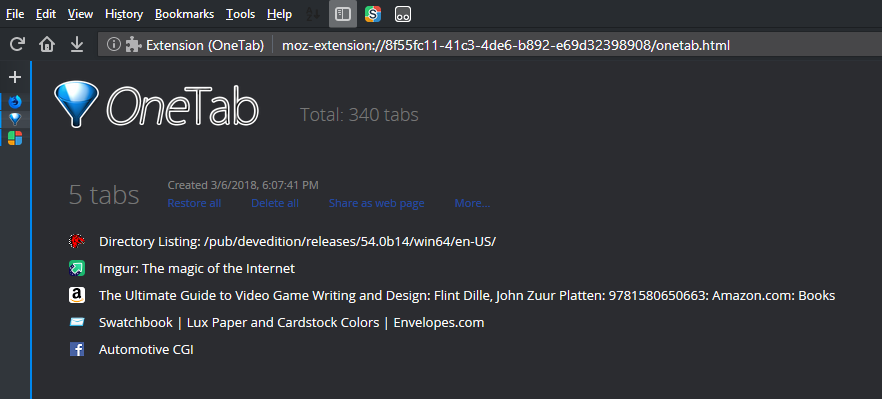 File Edit View History Bookmarks Tools Help
Extension (OneTab) moz-extension://8f55fc11-41c3-4de6-b892-e69d32398908/onetab.html
OneTab
Total: 340 tabs
5 tabs
Created 3/6/2018, 6:07:41 PM
Restore all Delete all Share as web page More...
Directory Listing: /pub/devedition/releases/54.0b14/win64/en-US/
Imgur: The magic of the Internet
The Ultimate Guide to Video Game Writing and Design: Flint Dille, John Zuur Platten: 9781580650663: Amazon.com: Books
Swatchbook | Lux Paper and Cardstock Colors | Envelopes.com
Automotive CGI